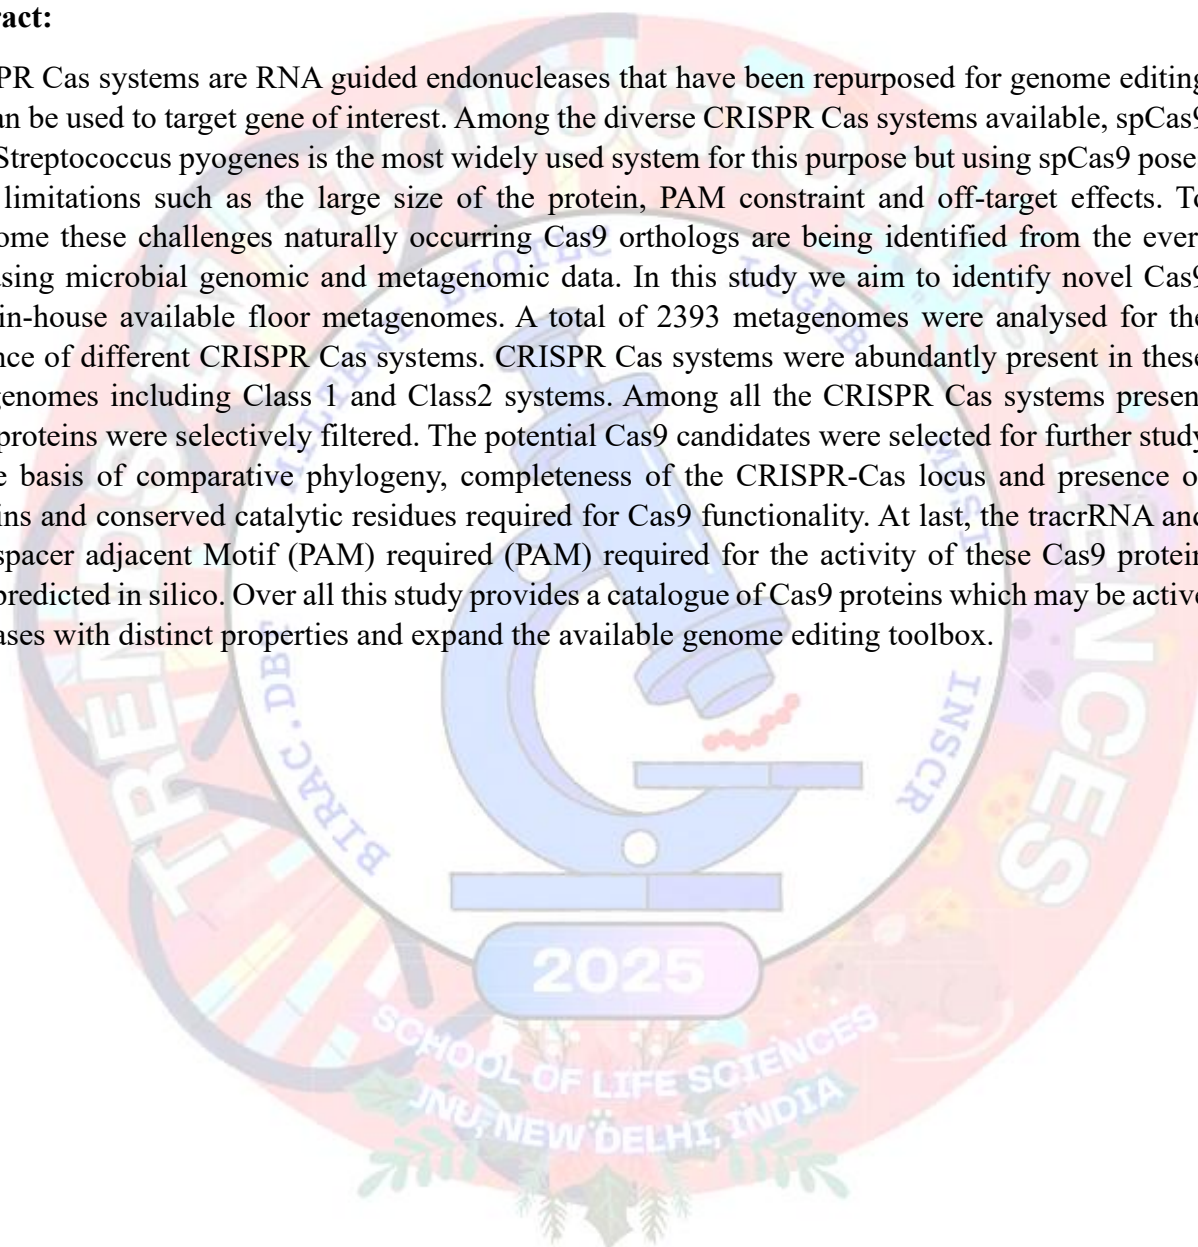 ract:
PR Cas systems are RNA guided endonucleases that have been repurposed for genome editing
an be used to target gene of interest. Among the diverse CRISPR Cas systems available, spCas9
Streptococcus pyogenes is the most widely used system for this purpose but using spCas9 pose
limitations such as the large size of the protein, PAM constraint and off-target effects. To
ome these challenges naturally occurring Cas9 orthologs are being identified from the ever
sing microbial genomic and metagenomic data. In this study we aim to identify novel Cas9
in-house available floor metagenomes. A total of 2393 metagenomes were analysed for the
nce of different CRISPR Cas systems. CRISPR Cas systems were abundantly present in these
genomes including Class 1 and Class2 systems. Among all the CRISPR Cas systems presen
proteins were selectively filtered. The potential Cas9 candidates were selected for further study
e basis of comparative phylogeny, completeness of the CRISPR-Cas locus and presence o
ins and conserved catalytic residues required for Cas9 functionality. At last, the tracrRNA and
spacer adjacent Motif (PAM) required (PAM) required for the activity of these Cas9 protein
predicted in silico. Over all this study provides a catalogue of Cas9 proteins which may be active
ases with distinct properties and expand the available genome editing toolbox.
TRENDS IN BIOLOGICAL SCIENCES
MILTENYI BIOTEC
ICGEB
BIRAC.DBT
INSCR
2025
SCHOOL OF LIFE SCIENCES
JNU, NEW DELHI, INDIA